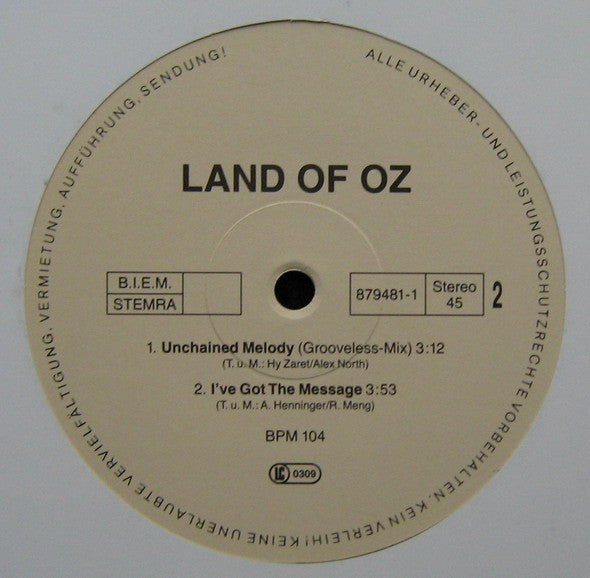 ALLE URHEBER- UND LEISTUNGSSCHUTZRECHTE VORBEHALTEN. KEIN VERLEIH! KEINE UNERLAUBTE VERVIELFÄLTIGUNG, VERMIETUNG, AUFFÜHRUNG, SENDUNG!
LAND OF OZ
B.I.E.M.
STEMRA
879481-1
Stereo
45
2
1. Unchained Melody (Grooveless-Mix) 3:12
(T. u. M.: Hy Zaret/Alex North)
2. I've Got The Message 3:53
(T. u. M.: A. Henninger/R. Meng)
BPM 104
LC 0309